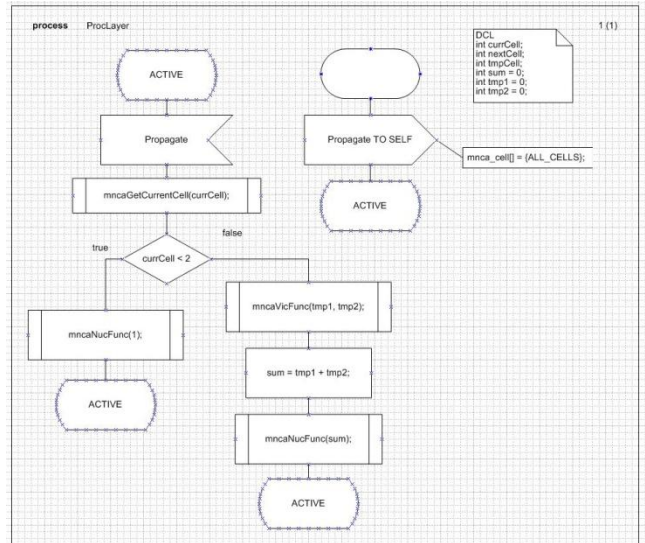 process ProcLayer 1 (1)
DCL
int currCell;
int nextCell;
int tmpCell;
int sum = 0;
int tmp1 = 0;
int tmp2 = 0;
ACTIVE
Propagate
Propagate TO SELF
mnca_cell[] = {ALL_CELLS};
mncaGetCurrentCell(currCell);
ACTIVE
true
false
currCell < 2
mncaNucFunc(1);
mncaVicFunc(tmp1, tmp2);
sum = tmp1 + tmp2;
ACTIVE
mncaNucFunc(sum);
ACTIVE